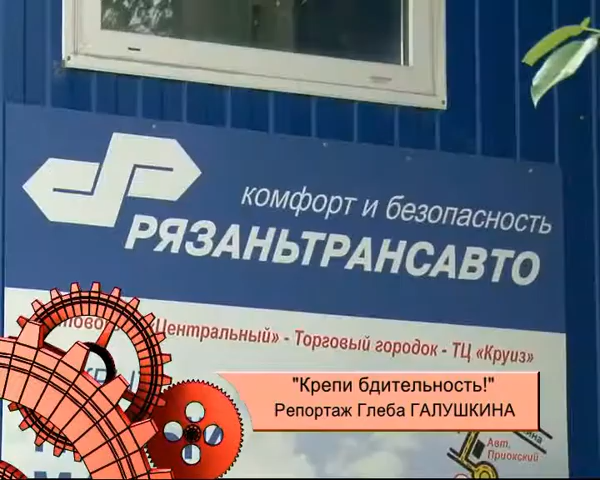 комфорт и безопасность
РЯЗАНЬТРАНСАВТО
Центральный» - Торговый городок - ТЦ «Круиз»
"Крепи бдительность!"
Репортаж Глеба ГАЛУШКИНА
Авт.
Приокский